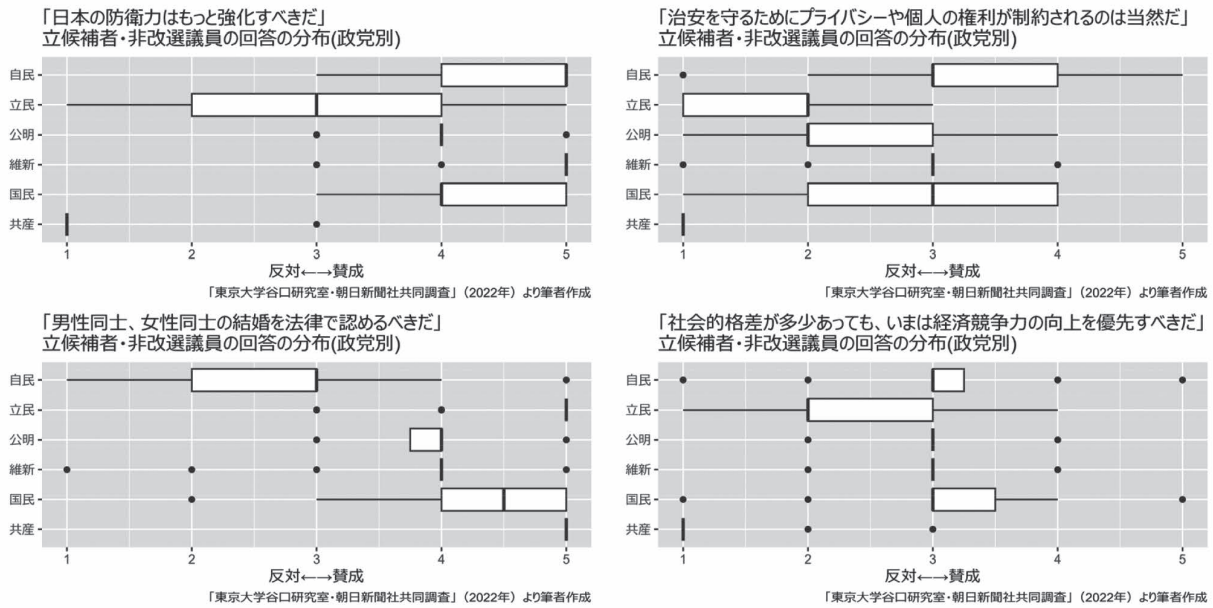 「日本の防衛力はもっと強化すべきだ」
立候補者・非改選議員の回答の分布(政党別)
自民
立民
公明
維新
国民
共産
1 2 3 4 5
反対←→賛成
「東京大学谷口研究室・朝日新聞社共同調査」(2022年)より筆者作成
「治安を守るためにプライバシーや個人の権利が制約されるのは当然だ」
立候補者・非改選議員の回答の分布(政党別)
自民
立民
公明
維新
国民
共産
1 2 3 4 5
反対←→賛成
「東京大学谷口研究室・朝日新聞社共同調査」(2022年)より筆者作成
「男性同士、女性同士の結婚を法律で認めるべきだ」
立候補者・非改選議員の回答の分布(政党別)
自民
立民
公明
維新
国民
共産
1 2 3 4 5
反対←→賛成
「東京大学谷口研究室・朝日新聞社共同調査」(2022年)より筆者作成
「社会的格差が多少あっても、いまは経済競争力の向上を優先すべきだ」
立候補者・非改選議員の回答の分布(政党別)
自民
立民
公明
維新
国民
共産
1 2 3 4 5
反対←→賛成
「東京大学谷口研究室・朝日新聞社共同調査」(2022年)より筆者作成